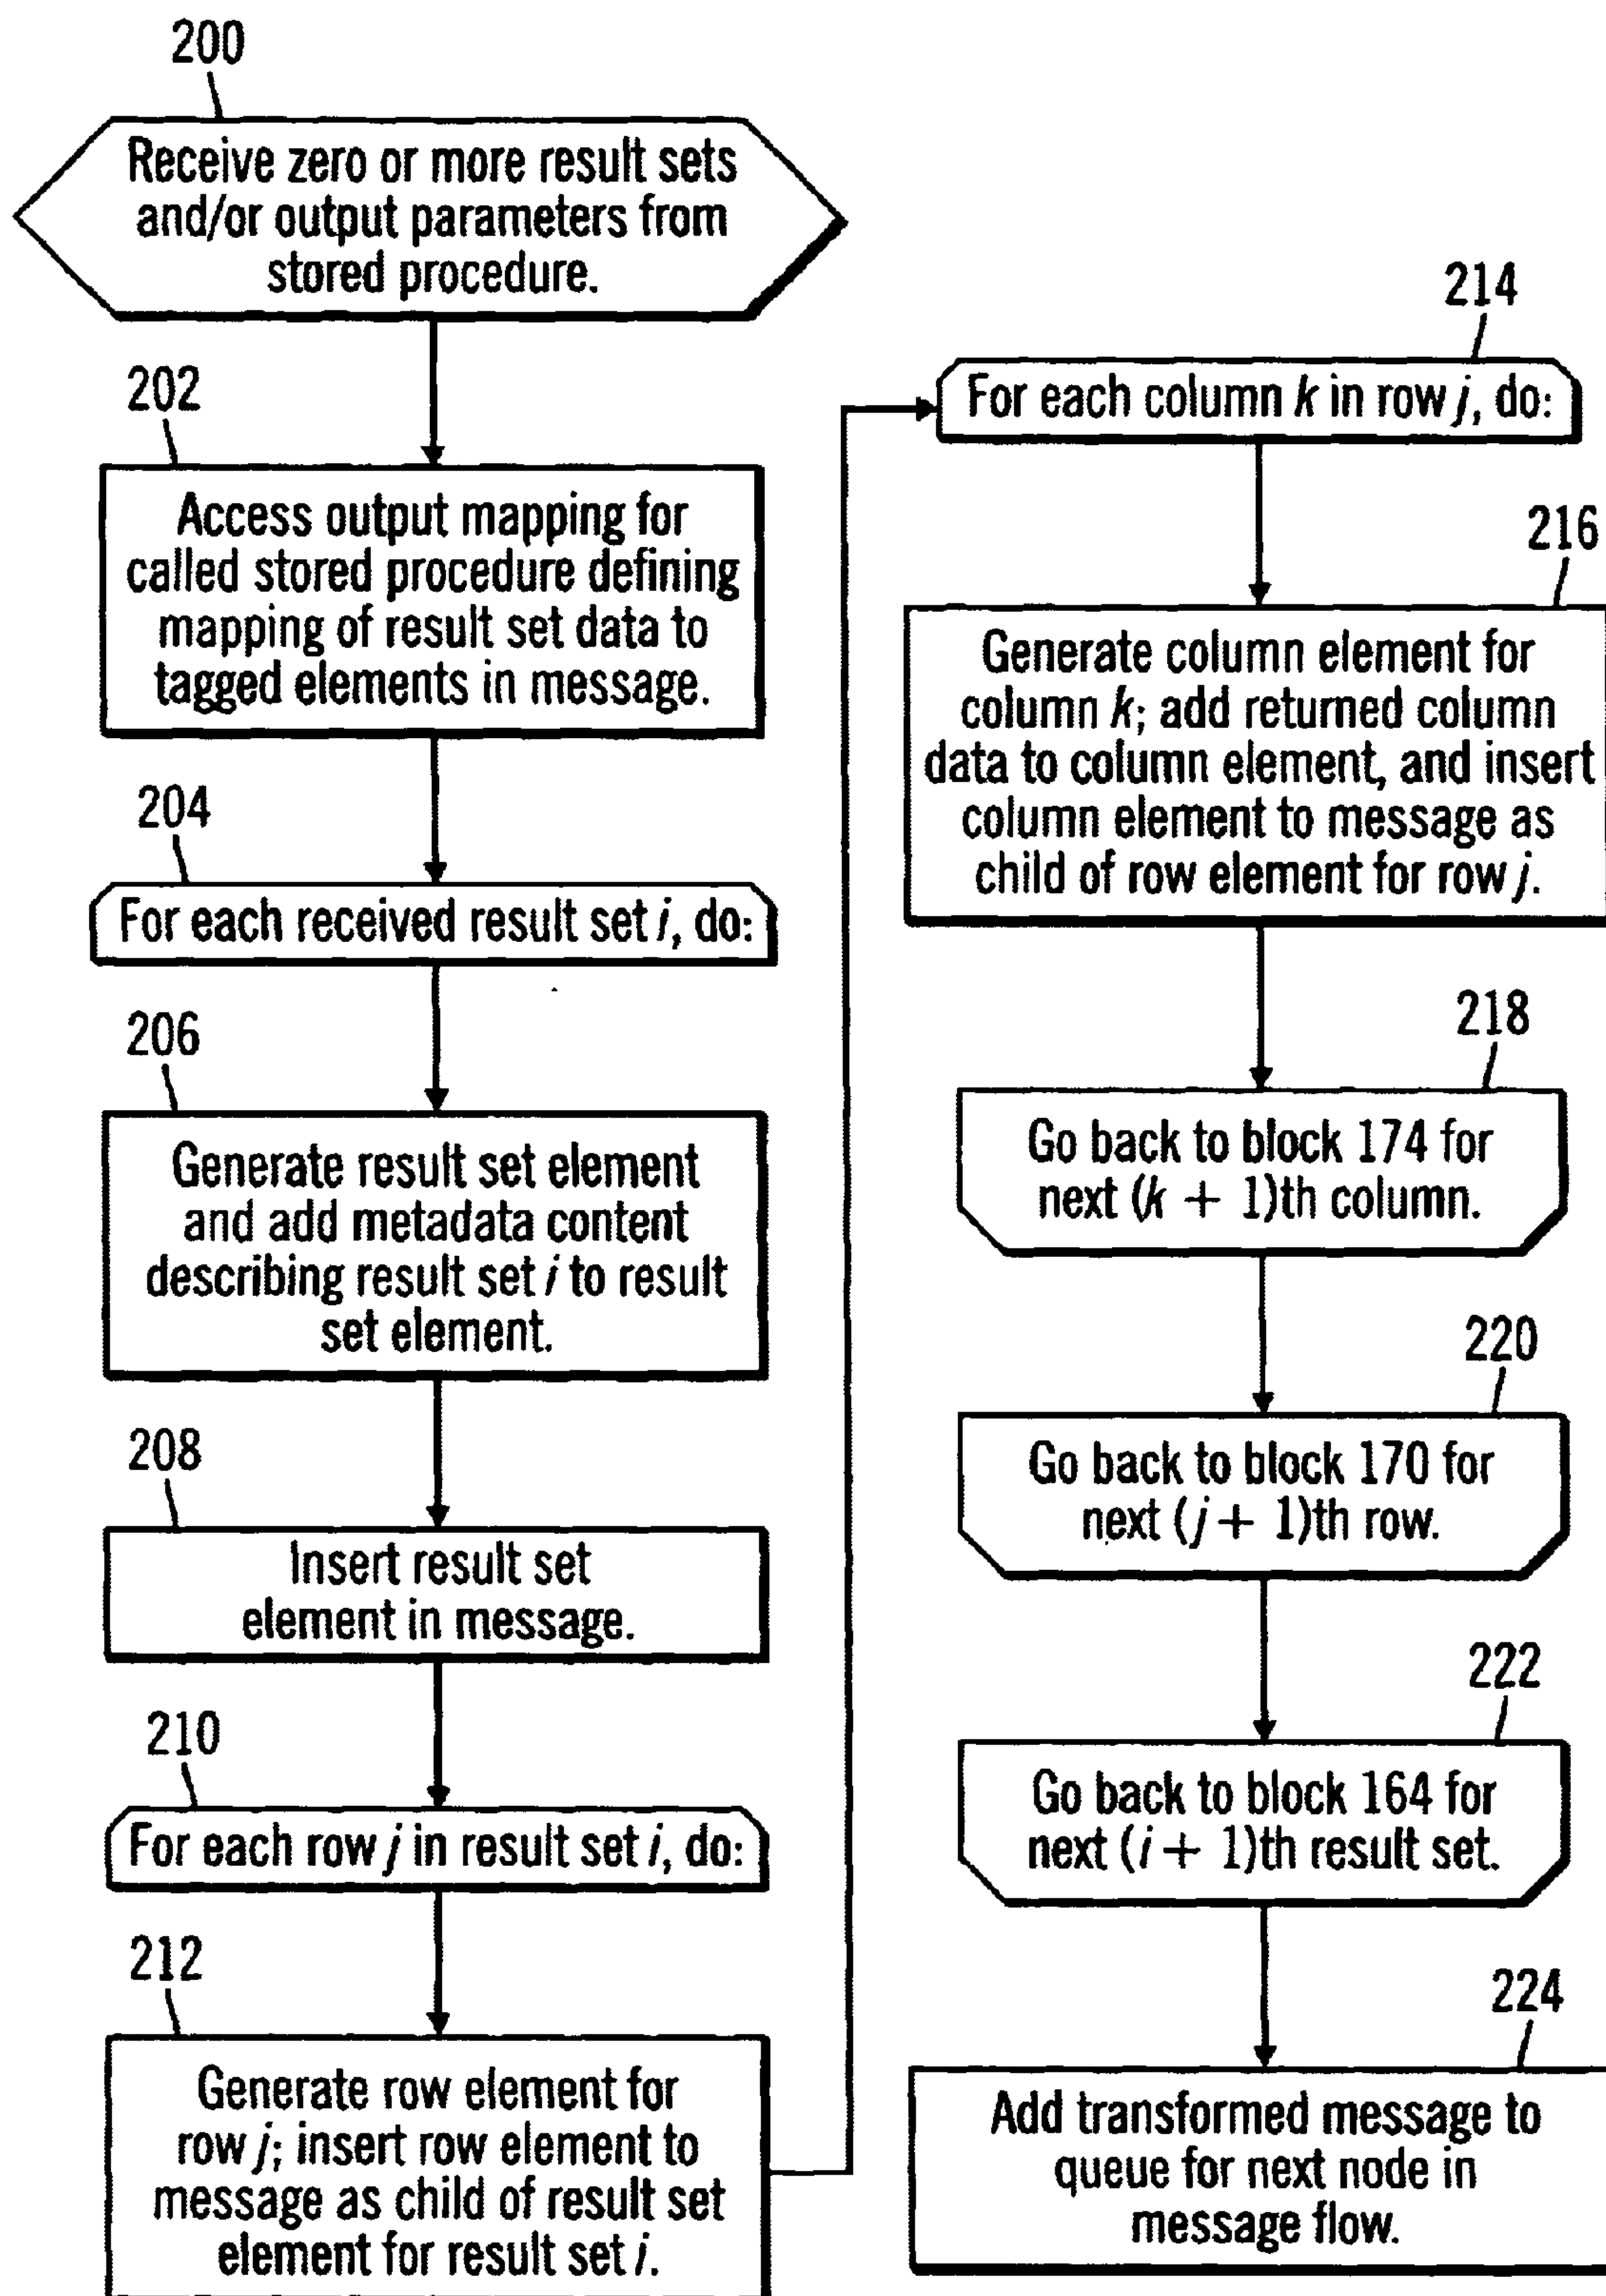 200
Receive zero or more result sets
and/or output parameters from
stored procedure.
202
Access output mapping for
called stored procedure defining
mapping of result set data to
tagged elements in message.
204
For each received result set i, do:
206
Generate result set element
and add metadata content
describing result set i to result
set element.
208
Insert result set
element in message.
210
For each row j in result set i, do:
212
Generate row element for
row j; insert row element to
message as child of result set
element for result set i.
214
For each column k in row j, do:
216
Generate column element for
column k; add returned column
data to column element, and insert
column element to message as
child of row element for row j.
218
Go back to block 174 for
next (k + 1)th column.
220
Go back to block 170 for
next (j + 1)th row.
222
Go back to block 164 for
next (i + 1)th result set.
224
Add transformed message to
queue for next node in
message flow.